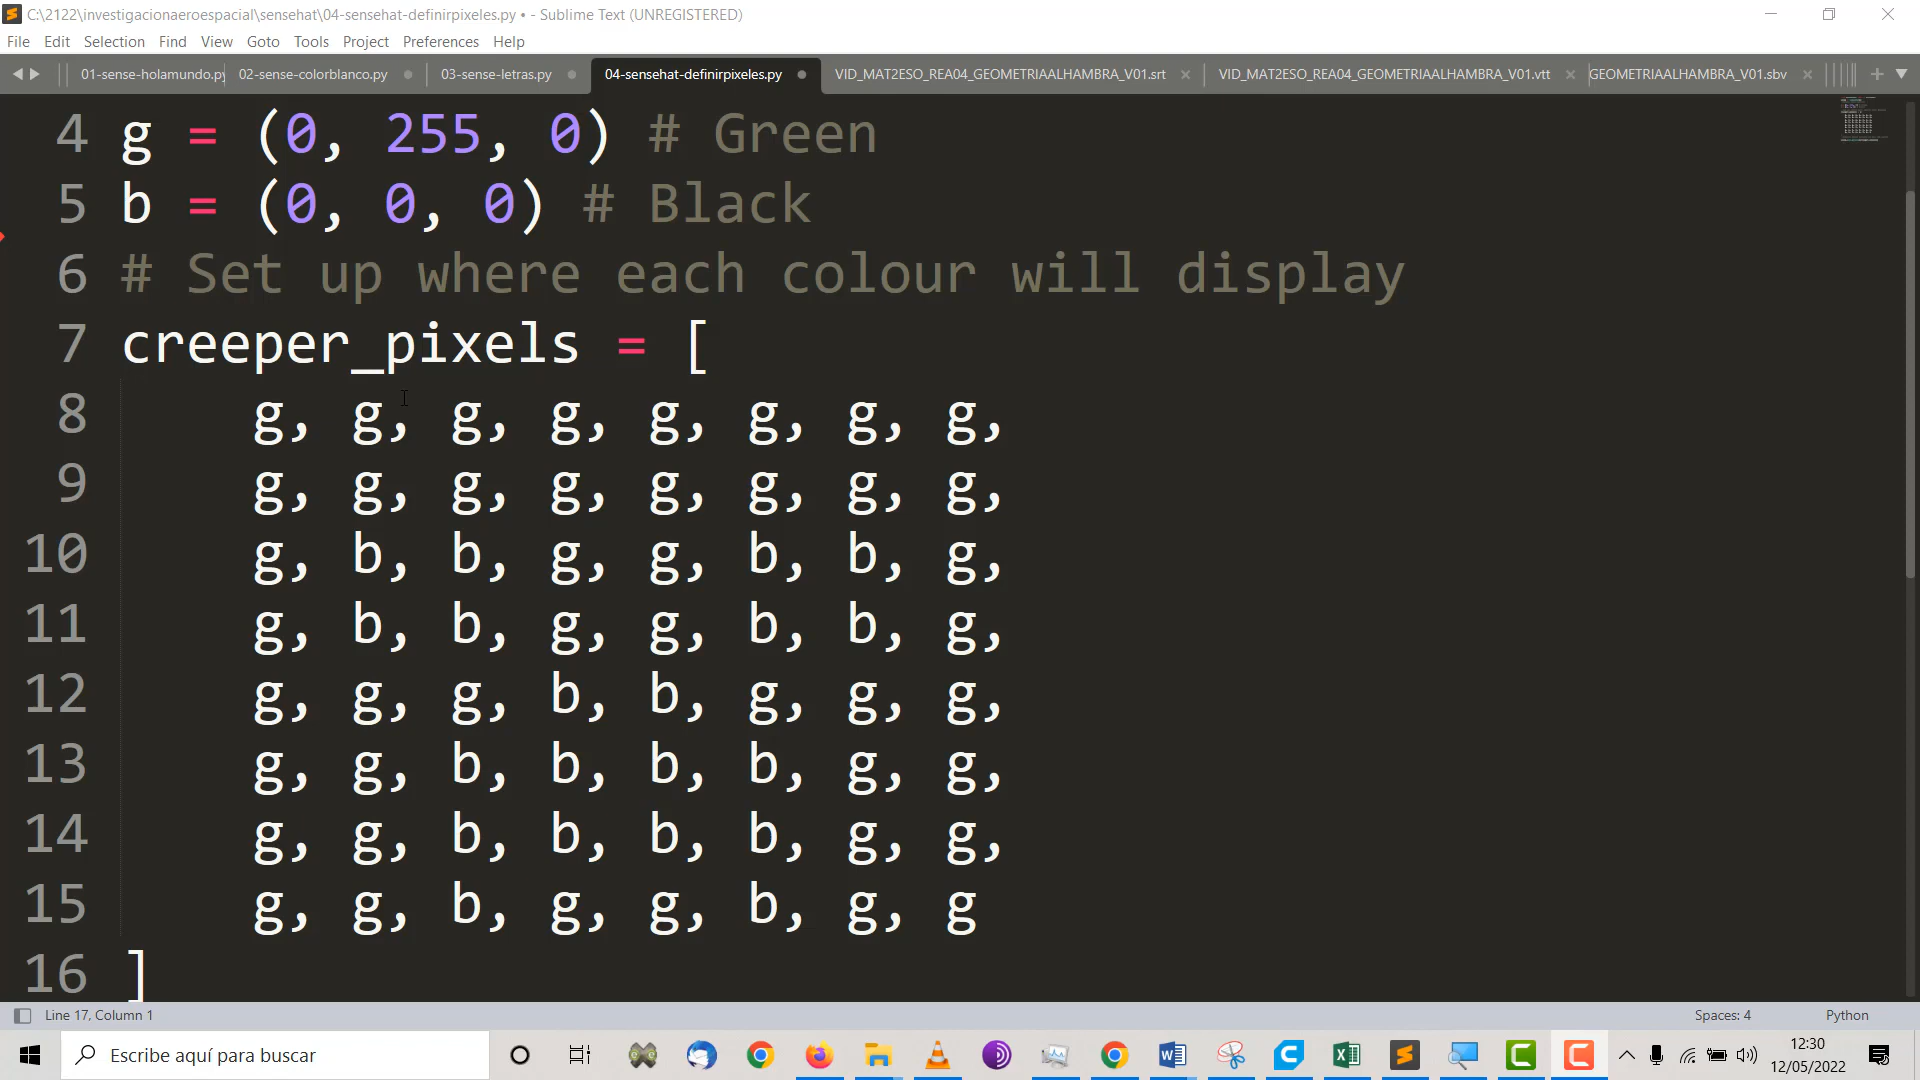 C:\2122\investigacionaeroespacial\sensehat\04-sensehat-definirpixeles.py • - Sublime Text (UNREGISTERED)
File Edit Selection Find View Goto Tools Project Preferences Help
01-sense-holamundo.py 02-sense-colorblanco.py 03-sense-letras.py 04-sensehat-definirpixeles.py VID_MAT2ESO_REA04_GEOMETRIAALHAMBRA_V01.srt VID_MAT2ESO_REA04_GEOMETRIAALHAMBRA_V01.vtt GEOMETRIAALHAMBRA_V01.sbv
4 g = (0, 255, 0) # Green
5 b = (0, 0, 0) # Black
6 # Set up where each colour will display
7 creeper_pixels = [
8 g, g, g, g, g, g, g, g,
9 g, g, g, g, g, g, g, g,
10 g, b, b, g, g, b, b, g,
11 g, b, b, g, g, b, b, g,
12 g, g, g, b, b, g, g, g,
13 g, g, b, b, b, b, g, g,
14 g, g, b, b, b, b, g, g,
15 g, g, b, g, g, b, g, g
16 ]
Line 17, Column 1 Spaces: 4 Python
Escribe aquí para buscar
12:30
12/05/2022